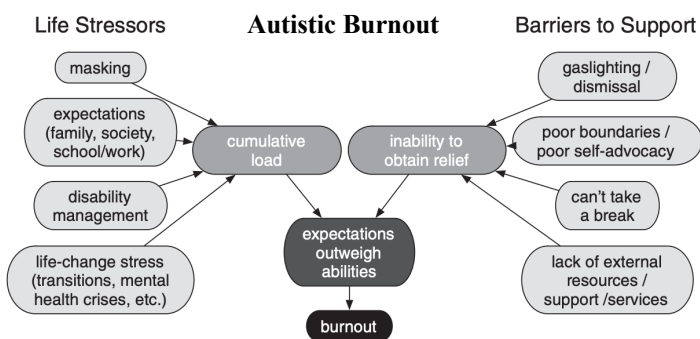 Life Stressors
Autistic Burnout
Barriers to Support
masking
expectations
(family, society,
school/work)
disability
management
life-change stress
(transitions, mental
health crises, etc.)
cumulative
load
inability to
obtain relief
gaslighting /
dismissal
poor boundaries /
poor self-advocacy
can't take
a break
lack of external
resources /
support /services
expectations
outweigh
abilities
burnout